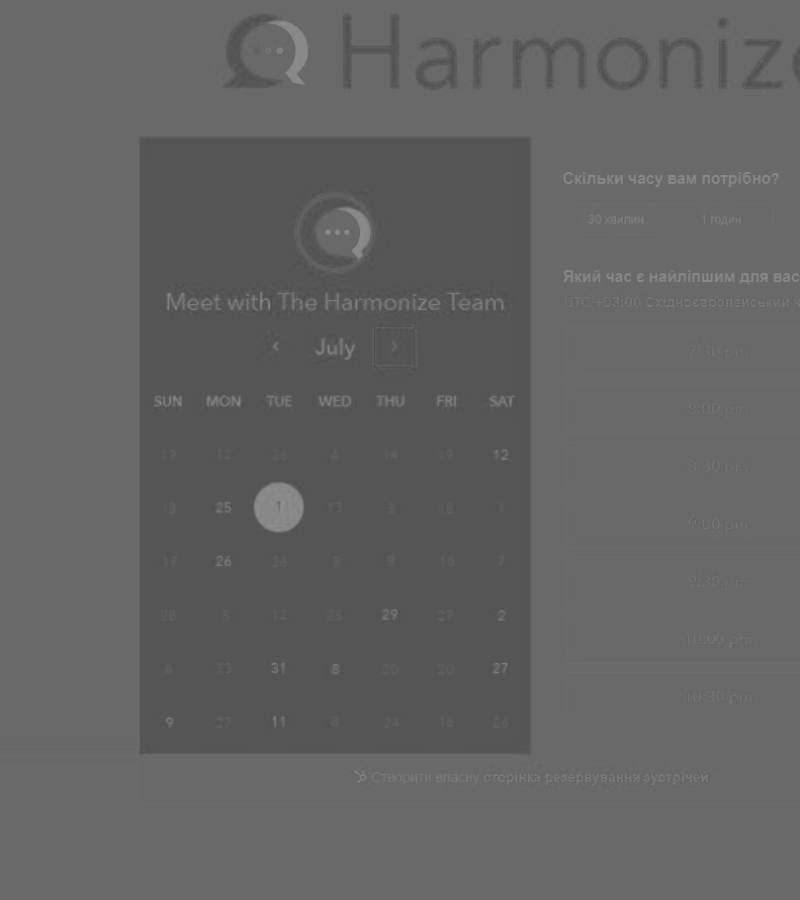 Harmonize
Meet with The Harmonize Team
‹ July ›
SUN MON TUE WED THU FRI SAT
19 12 26 4 14 19 12
18 25 1 13 3 18 1
17 26 26 3 9 10 7
28 5 12 25 29 27 2
6 13 31 8 20 20 27
9 27 11 8 24 16 26
Скільки часу вам потрібно?
30 хвилин 1 годин
Який час є найліпшим для вас
UTC +03:00 Східноєвропейський ч
7:30 pm
8:00 pm
8:30 pm
9:00 pm
9:30 pm
10:00 pm
10:30 pm
Створити власну сторінка резервування зустрічей